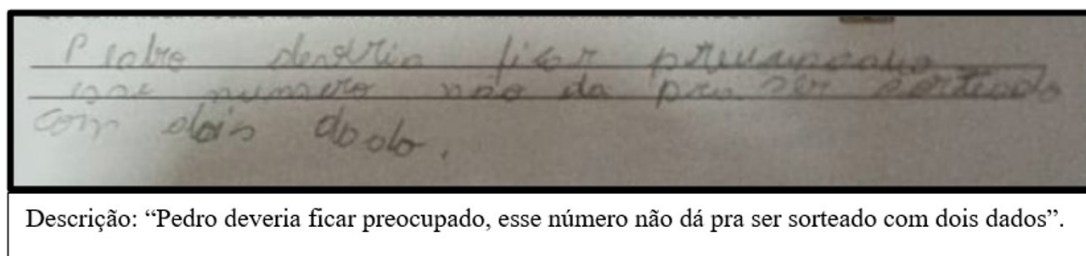 Pedro deveria ficar preocupado
esse numero não da pra ser sorteado
com dois dado.
Descrição: “Pedro deveria ficar preocupado, esse número não dá pra ser sorteado com dois dados”.